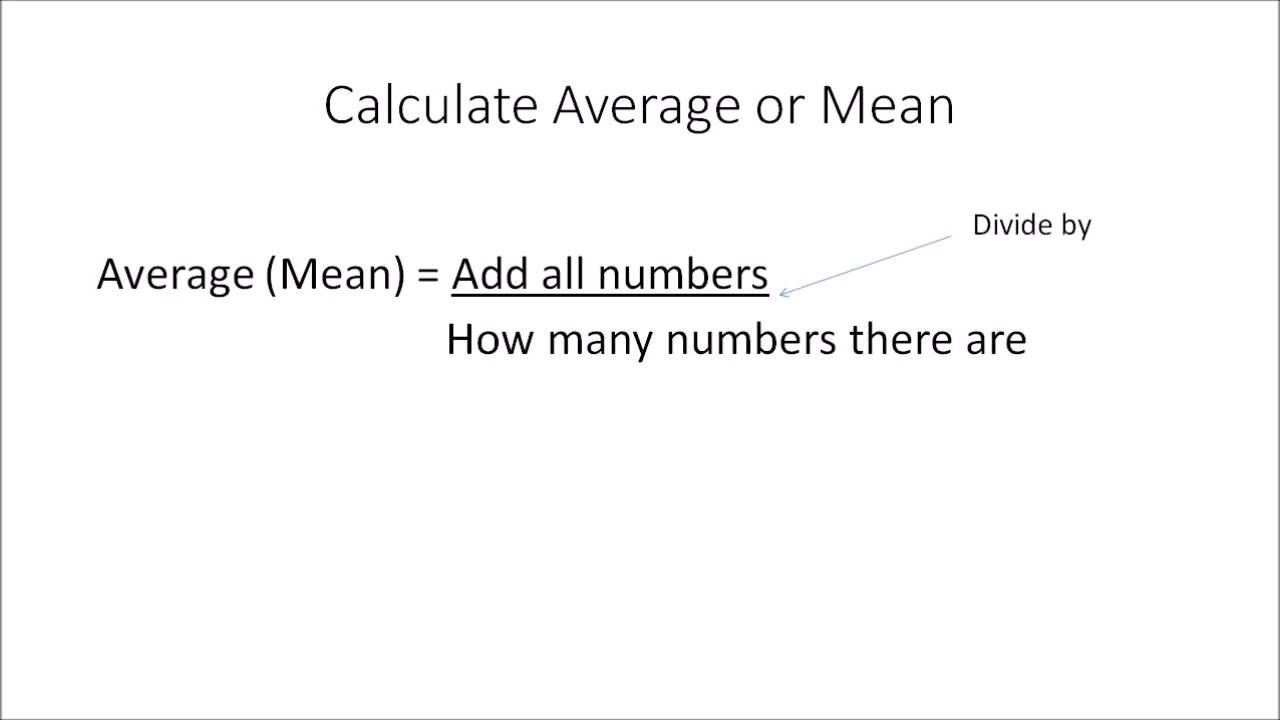 Calculate Average or Mean
Divide by
Average (Mean) = Add all numbers
How many numbers there are